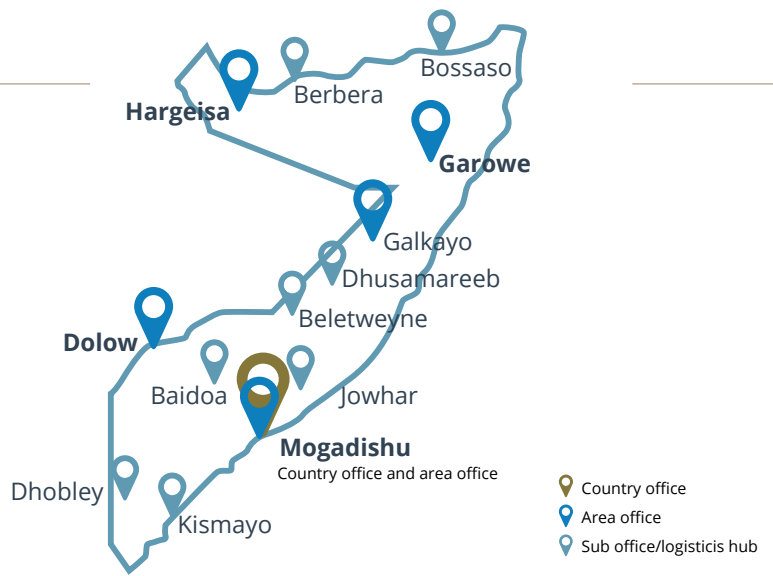 Bossaso
Berbera
Hargeisa
Garowe
Galkayo
Dhusamareeb
Beletweyne
Dolow
Baidoa
Jowhar
Mogadishu
Country office and area office
Dhobley
Kismayo
Country office
Area office
Sub office/logisticis hub